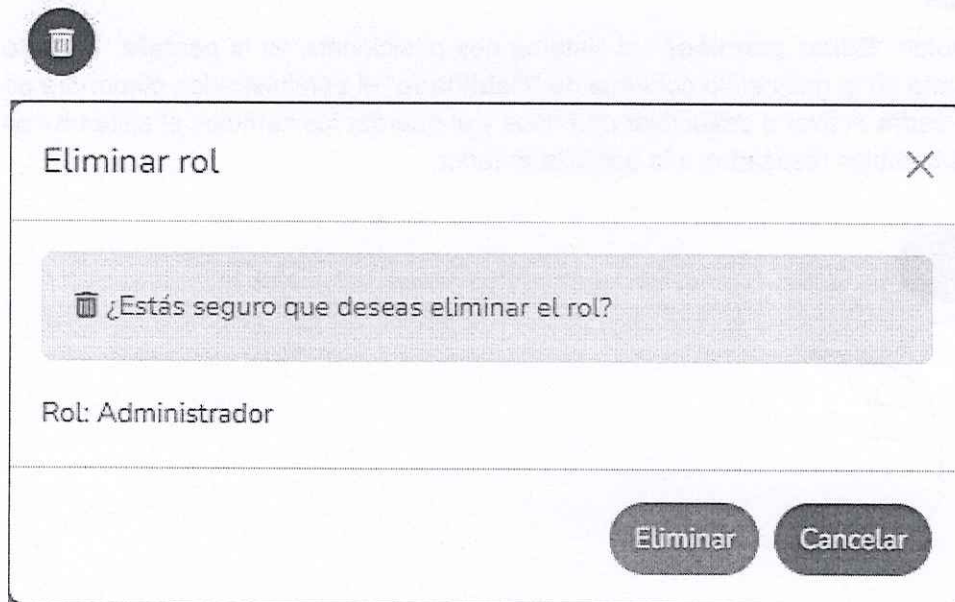 Eliminar rol
¿Estás seguro que deseas eliminar el rol?
Rol: Administrador
Eliminar
Cancelar